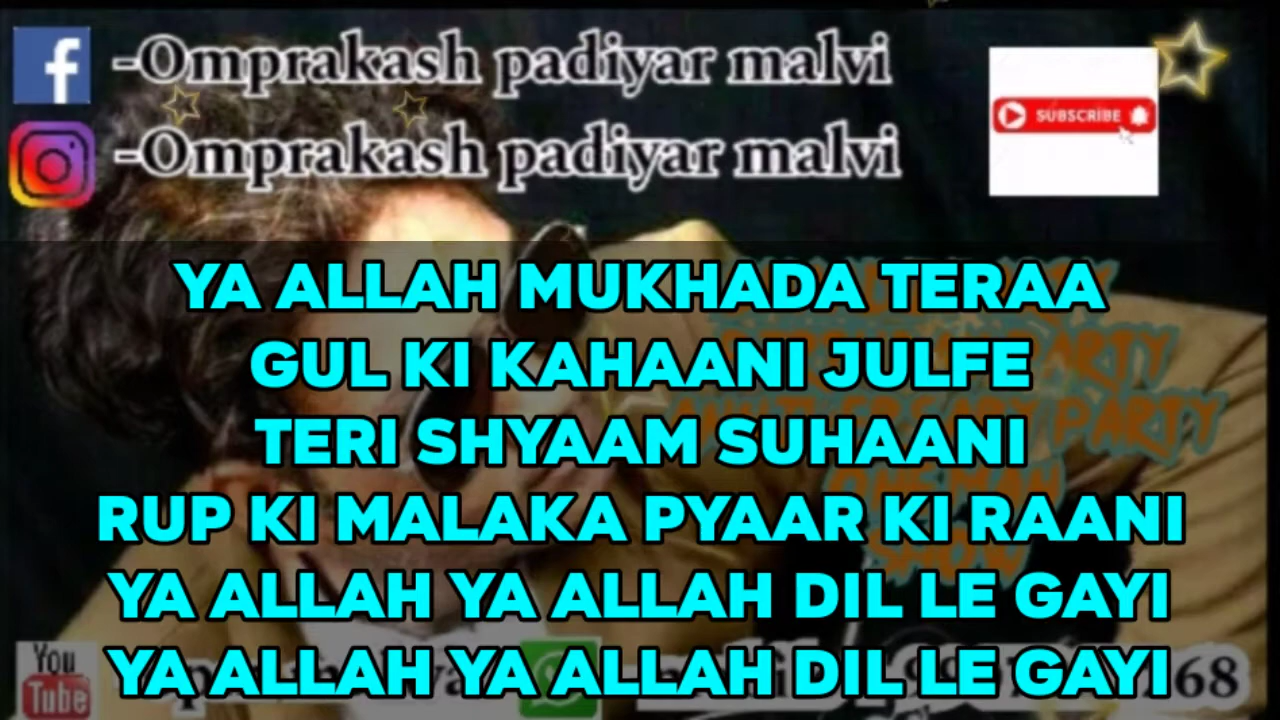 -Omprakash padiyar malvi
-Omprakash padiyar malvi
SUBSCRIBE
YA ALLAH MUKHADA TERAA
GUL KI KAHAANI JULFE
TERI SHYAAM SUHAANI
RUP KI MALAKA PYAAR KI RAANI
YA ALLAH YA ALLAH DIL LE GAYI
YA ALLAH YA ALLAH DIL LE GAYI
You Tube
68